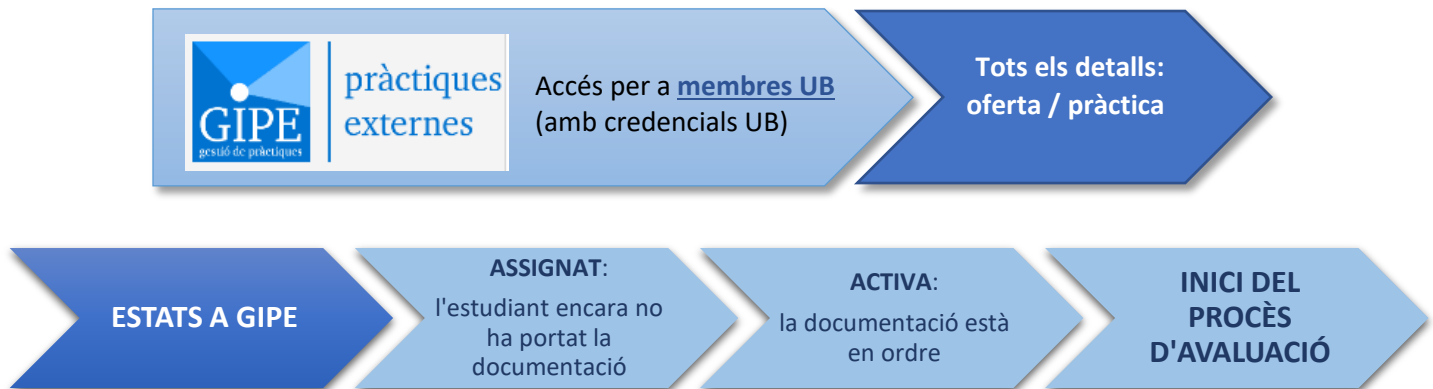 GIPE
gestió de pràctiques
pràctiques
externes
Accés per a membres UB
(amb credencials UB)
Tots els detalls:
oferta / pràctica
ESTATS A GIPE
ASSIGNAT:
l'estudiant encara no
ha portat la
documentació
ACTIVA:
la documentació està
en ordre
INICI DEL
PROCÈS
D'AVALUACIÓ